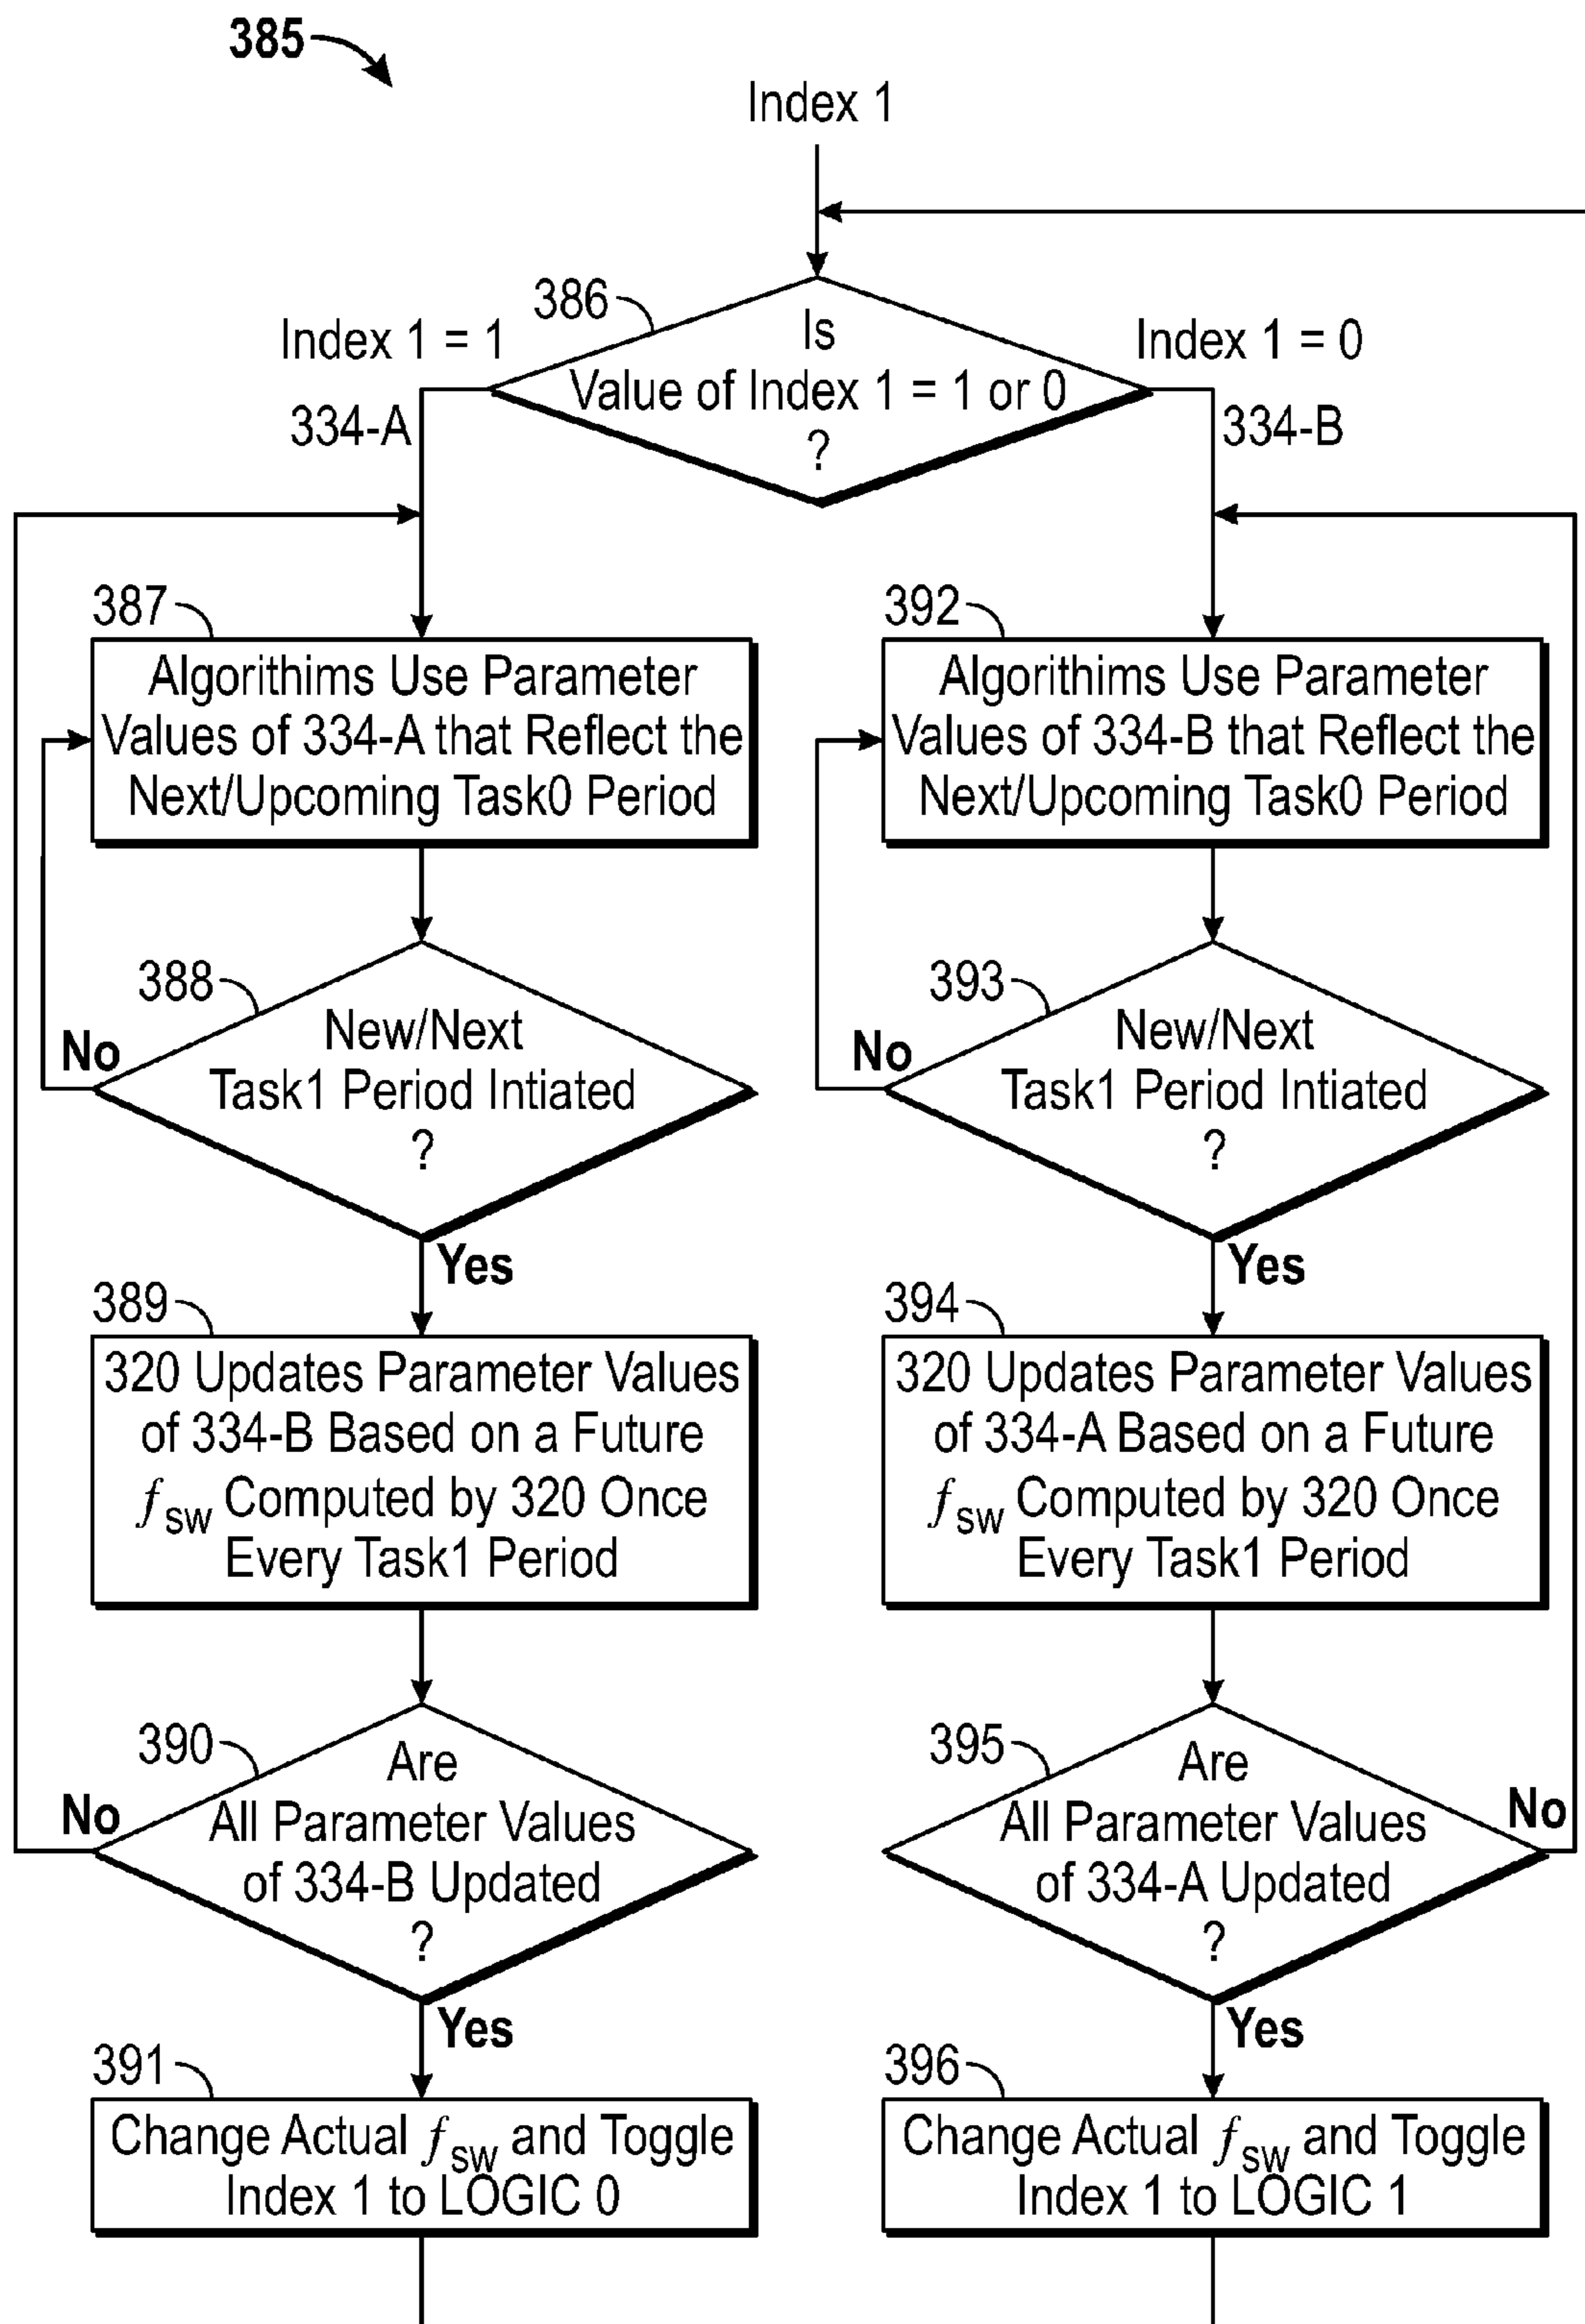 385
Index 1
386
Index 1 = 1
Is
Value of Index 1 = 1 or 0
?
Index 1 = 0
334-A
334-B
387
Algorithims Use Parameter
Values of 334-A that Reflect the
Next/Upcoming Task0 Period
392
Algorithims Use Parameter
Values of 334-B that Reflect the
Next/Upcoming Task0 Period
388
New/Next
Task1 Period Intiated
?
No
Yes
393
New/Next
Task1 Period Intiated
?
No
Yes
389
320 Updates Parameter Values
of 334-B Based on a Future
fsw Computed by 320 Once
Every Task1 Period
394
320 Updates Parameter Values
of 334-A Based on a Future
fsw Computed by 320 Once
Every Task1 Period
390
Are
All Parameter Values
of 334-B Updated
?
No
Yes
395
Are
All Parameter Values
of 334-A Updated
?
No
Yes
391
Change Actual fsw and Toggle
Index 1 to LOGIC 0
396
Change Actual fsw and Toggle
Index 1 to LOGIC 1